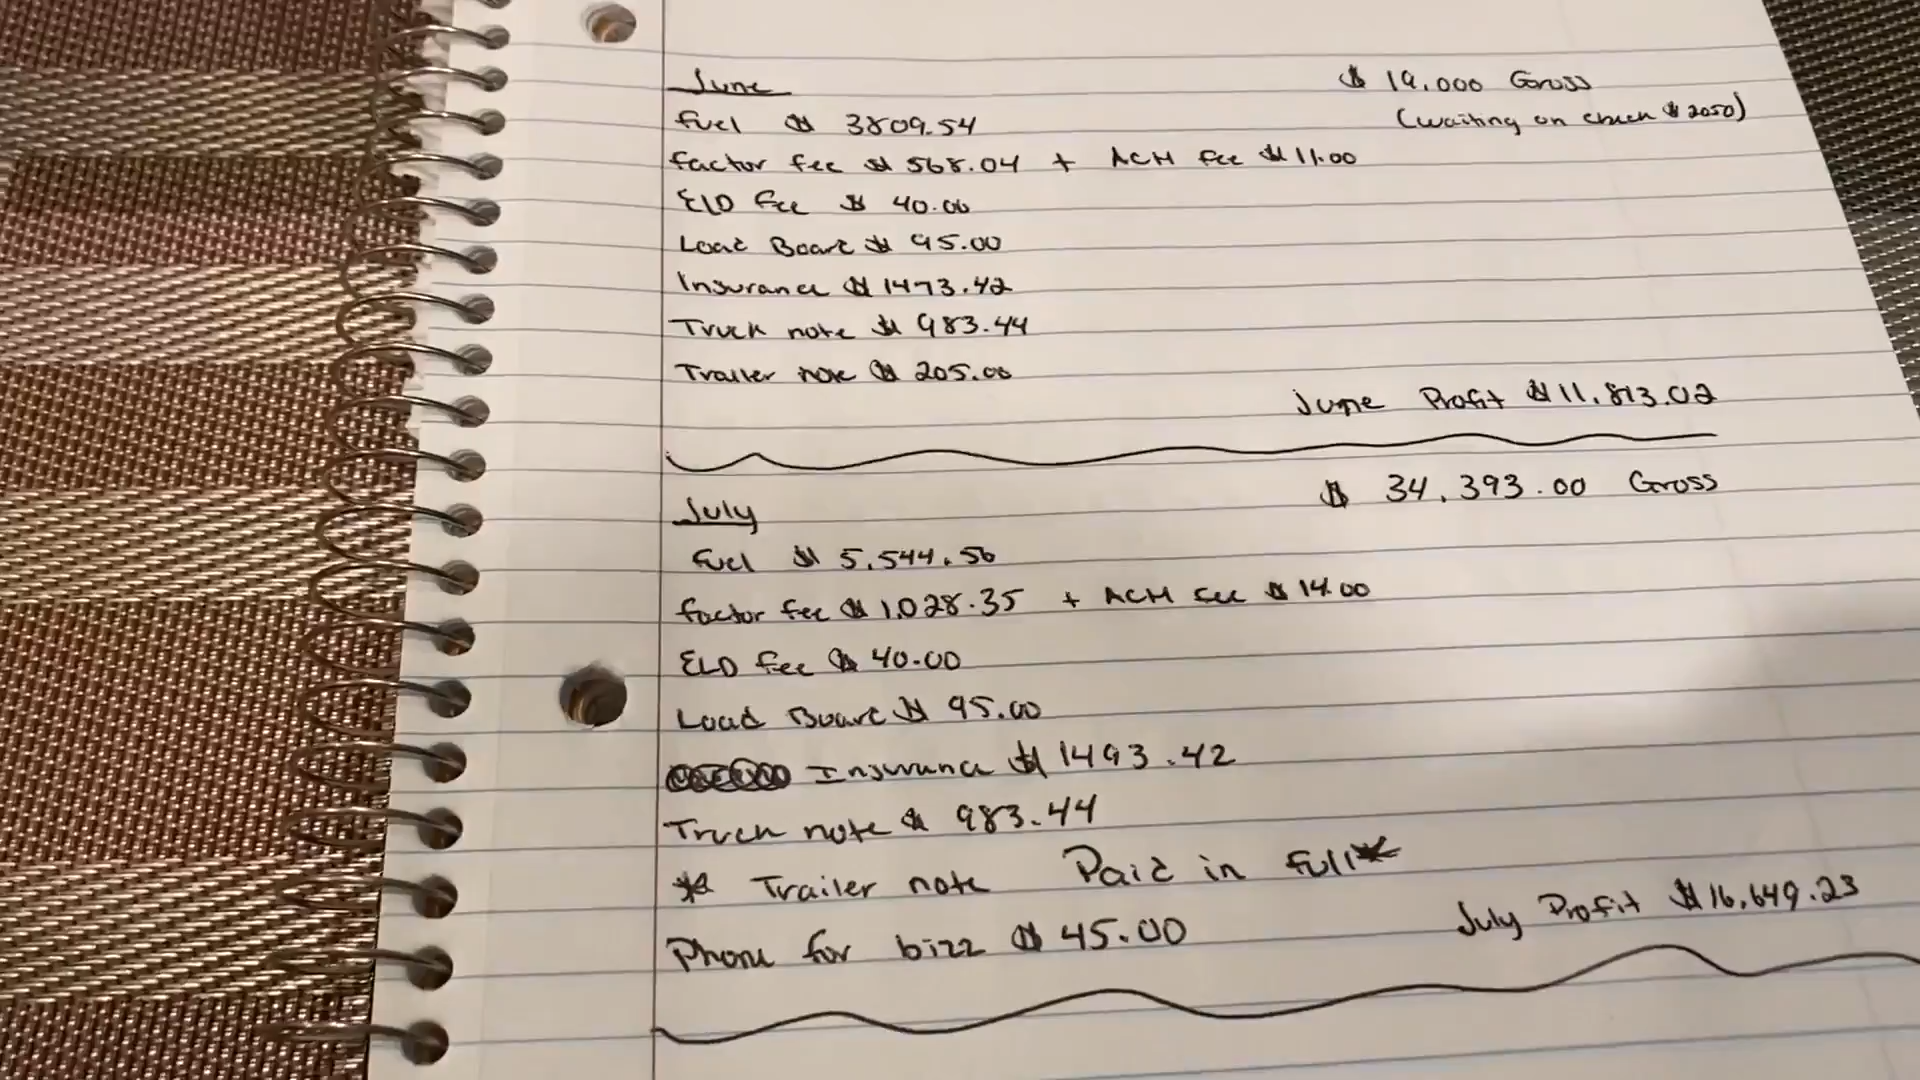 June
$ 19,000 Gross
(waiting on check $ 2050)
Fuel $ 3809.54
Factor fee $ 568.04 + ACH fee $ 11.00
ELD fee $ 40.00
Load Board $ 95.00
Insurance $ 1473.42
Truck note $ 983.44
Trailer note $ 205.00
June Profit $ 11,813.02
July
$ 34,393.00 Gross
Fuel $ 5,544.56
Factor fee $ 1,028.35 + ACH fee $ 14.00
ELD fee $ 40.00
Load Board $ 95.00
Insurance $ 1493.42
Truck note $ 983.44
* Trailer note Paid in full *
Phone for bizz $ 45.00
July Profit $ 16,649.23